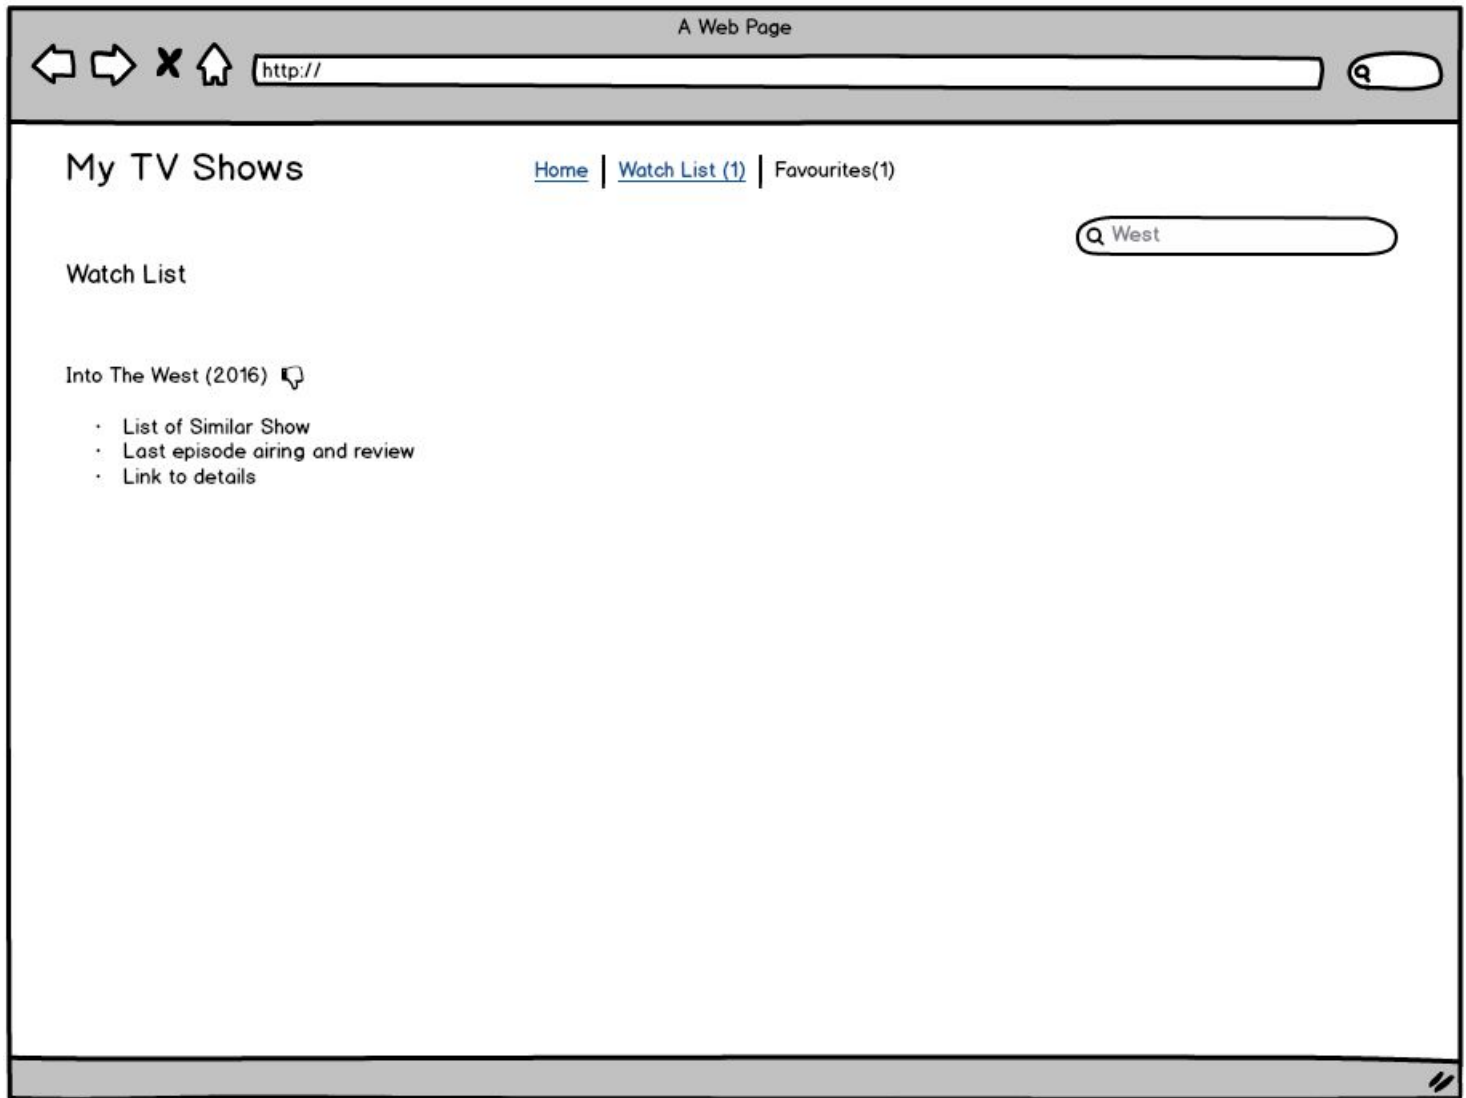 A Web Page
http://
My TV Shows
Home | Watch List (1) | Favourites(1)
West
Watch List
Into The West (2016)
· List of Similar Show
· Last episode airing and review
· Link to details